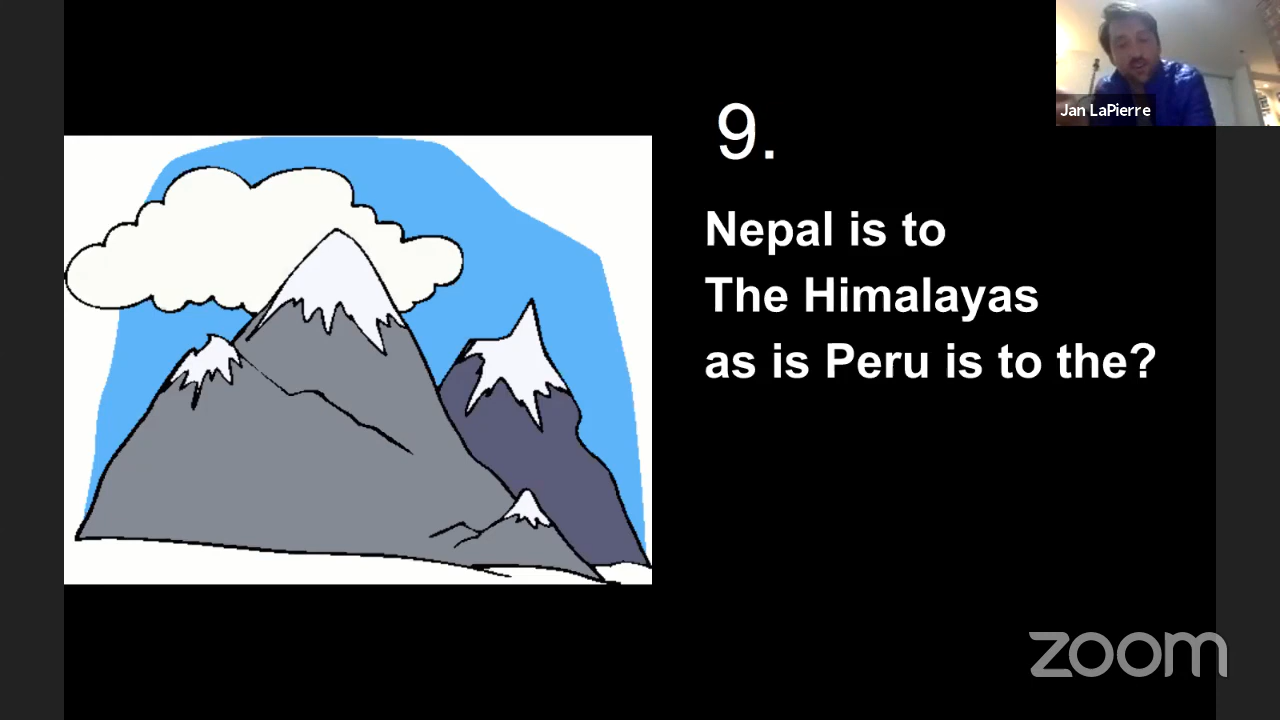 Jan LaPierre
9.
Nepal is to
The Himalayas
as is Peru is to the?
zoom